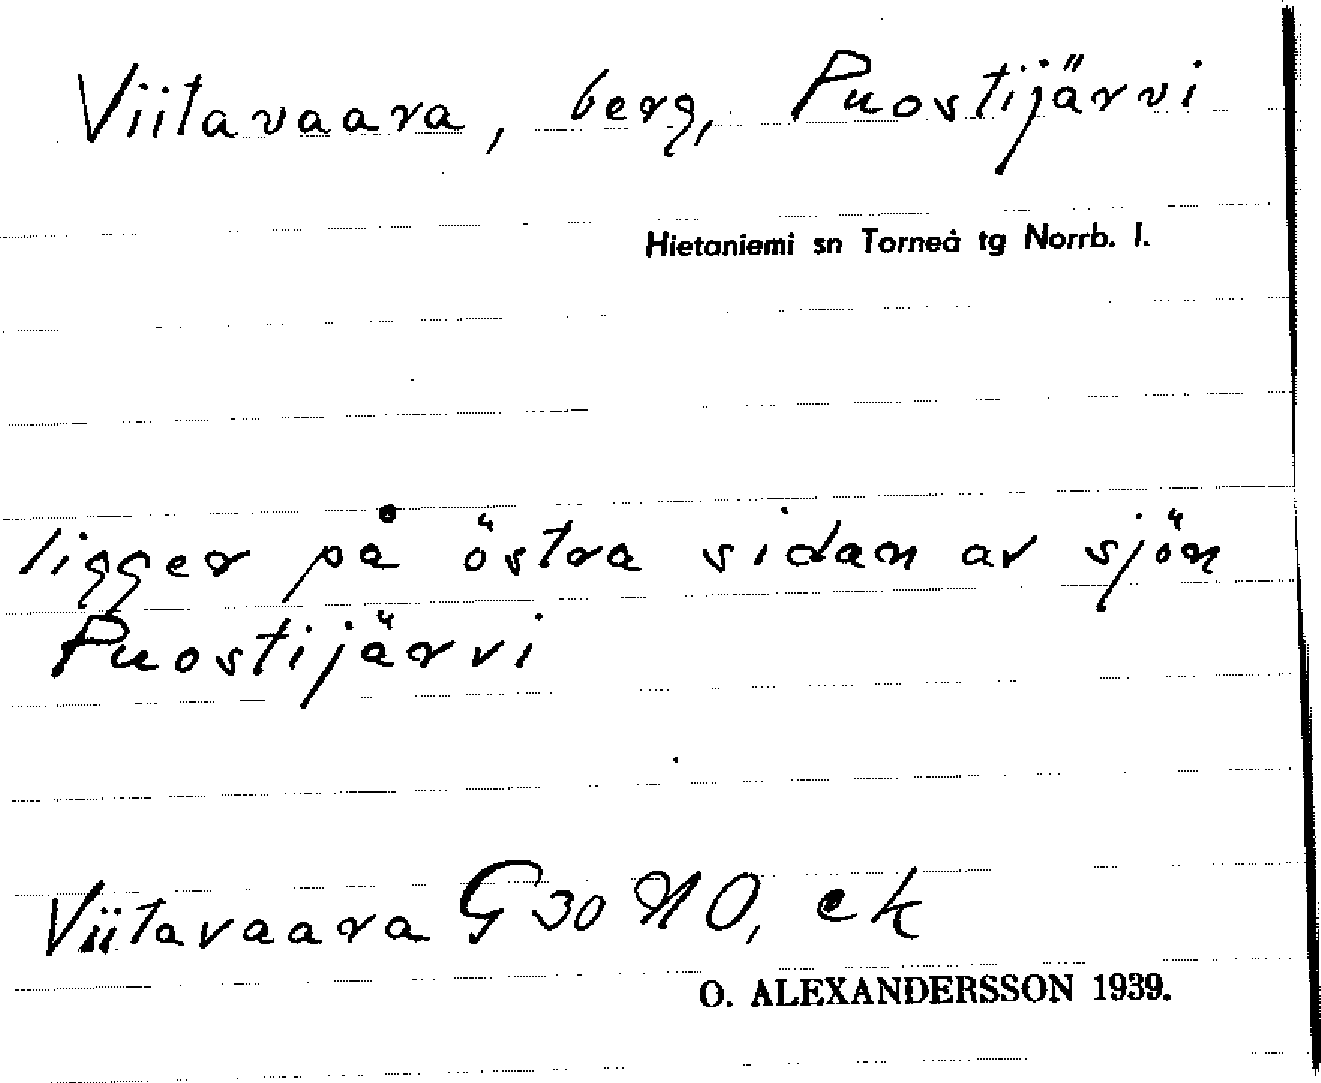 Viitavaara, berg, Puostijärvi
Hietaniemi sn Torneå tg Norrb. l.
ligger på östra sidan av sjön
Puostijärvi
Viitavaara G 30 NO, ek
O. ALEXANDERSSON 1939.